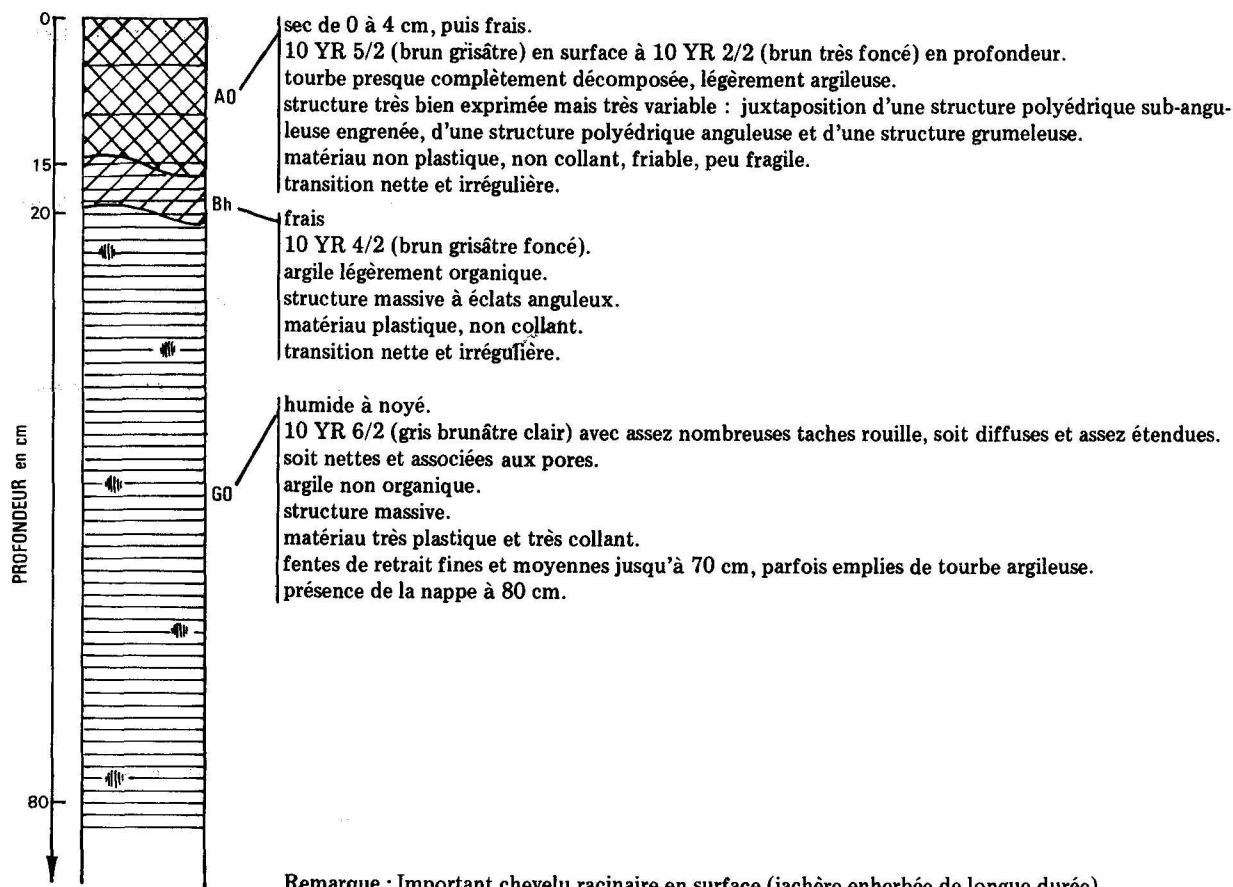 0
sec de 0 à 4 cm, puis frais.
10 YR 5/2 (brun grisâtre) en surface à 10 YR 2/2 (brun très foncé) en profondeur.
tourbe presque complètement décomposée, légèrement argileuse.
A0
structure très bien exprimée mais très variable : juxtaposition d'une structure polyédrique sub-angu-
leuse engrenée, d'une structure polyédrique anguleuse et d'une structure grumeleuse.
15
matériau non plastique, non collant, friable, peu fragile.
transition nette et irrégulière.
20
Bh
frais
10 YR 4/2 (brun grisâtre foncé).
argile légèrement organique.
structure massive à éclats anguleux.
matériau plastique, non collant.
transition nette et irrégulière.
PROFONDEUR en cm
G0
humide à noyé.
10 YR 6/2 (gris brunâtre clair) avec assez nombreuses taches rouille, soit diffuses et assez étendues.
soit nettes et associées aux pores.
argile non organique.
structure massive.
matériau très plastique et très collant.
fentes de retrait fines et moyennes jusqu'à 70 cm, parfois emplies de tourbe argileuse.
présence de la nappe à 80 cm.
80
Remarque : Important chevelu racinaire en surface (jachère enherbée de longue durée)